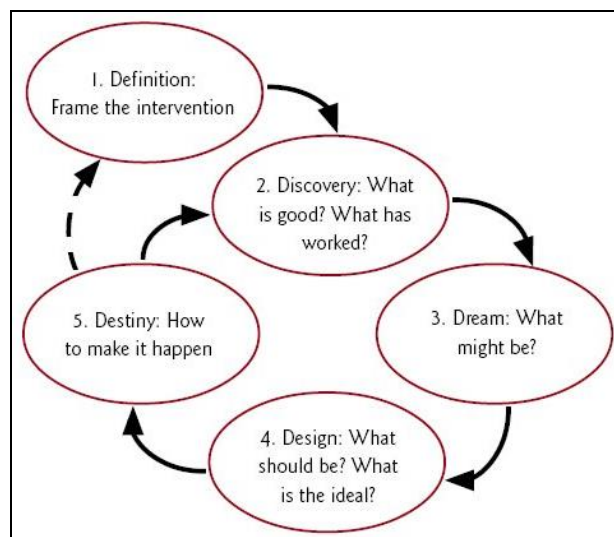 1. Definition:
Frame the intervention
2. Discovery: What
is good? What has
worked?
3. Dream: What
might be?
4. Design: What
should be? What
is the ideal?
5. Destiny: How
to make it happen